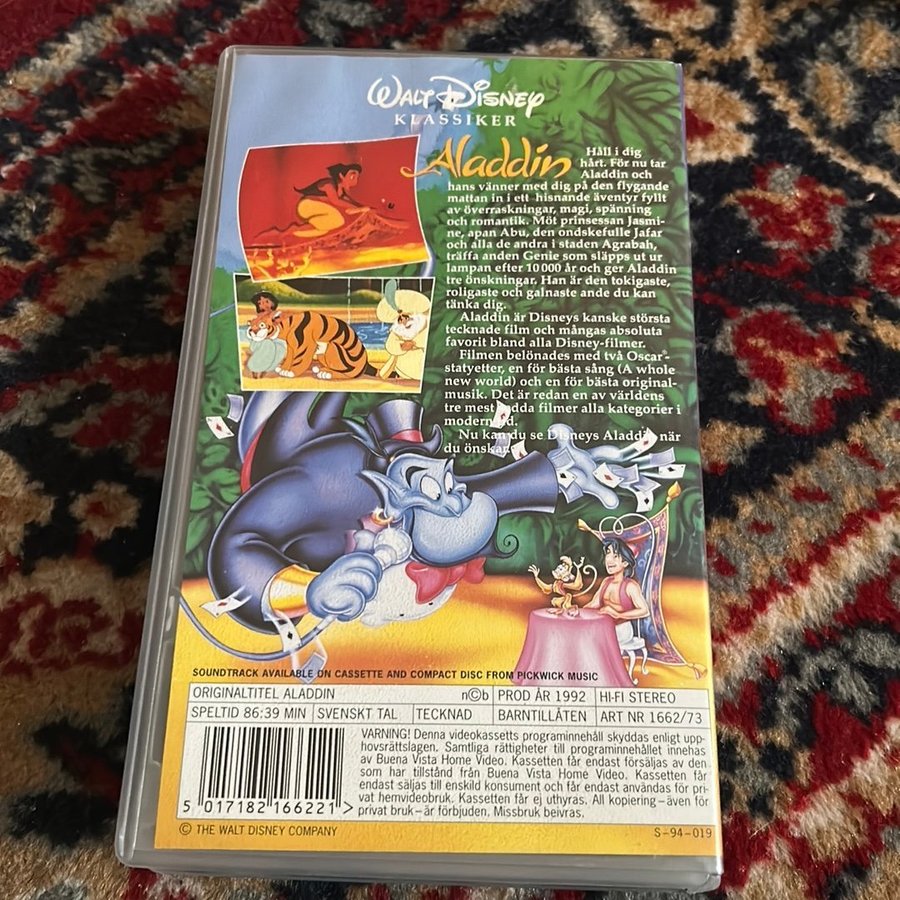 WALT DISNEY
KLASSIKER
Aladdin
Håll i dig
hårt. För nu tar
Aladdin och
hans vänner med dig på den flygande
mattan in i ett hisnande äventyr fyllt
av överraskningar, magi, spänning
och romantik. Möt prinsessan Jasmi-
ne, apan Abu, den ondskefulle Jafar
och alla de andra i staden Agrabah,
träffa anden Genie som släpps ut ur
lampan efter 10 000 år och ger Aladdin
tre önskningar. Han är den tokigaste,
roligaste och galnaste ande du kan
tänka dig.
Aladdin är Disneys kanske största
tecknade film och mångas absoluta
favorit bland alla Disney-filmer.
Filmen belönades med två Oscar®-
statyetter, en för bästa sång (A whole
new world) och en för bästa original-
musik. Det är redan en av världens
tre mest sedda filmer alla kategorier i
modern tid.
Nu kan du se Disneys Aladdin när
du önskar.
SOUNDTRACK AVAILABLE ON CASSETTE AND COMPACT DISC FROM PICKWICK MUSIC
ORIGINALTITEL ALADDIN n©b PROD ÅR 1992 HI-FI STEREO
SPELTID 86:39 MIN SVENSKT TAL TECKNAD BARNTILLÅTEN ART NR 1662/73
VARNING! Denna videokassetts programinnehåll skyddas enligt upp-
hovsrättslagen. Samtliga rättigheter till programinnehållet innehas
av Buena Vista Home Video. Kassetten får endast försäljas av den
som har tillstånd från Buena Vista Home Video. Kassetten får
endast säljas till enskild konsument och får endast användas för pri-
vat hemvideobruk. Kassetten får ej uthyras. All kopiering – även för
privat bruk – är förbjuden. Missbruk beivras.
5 017182 166221 >
© THE WALT DISNEY COMPANY
S-94-019